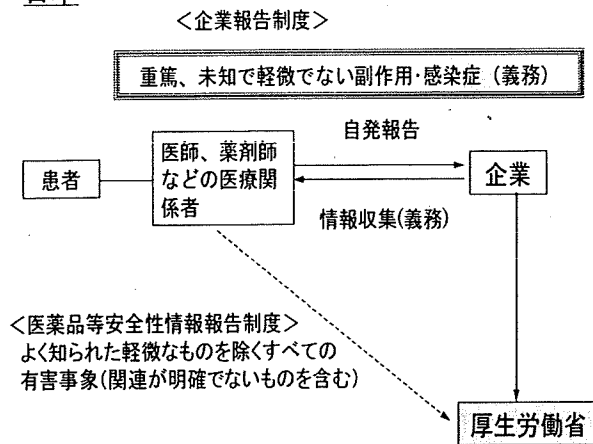 ＜企業報告制度＞
重篤、未知で軽微でない副作用・感染症（義務）
自発報告
患者
医師、薬剤師
などの医療関
係者
企業
情報収集(義務)
＜医薬品等安全性情報報告制度＞
よく知られた軽微なものを除くすべての
有害事象(関連が明確でないものを含む)
厚生労働省